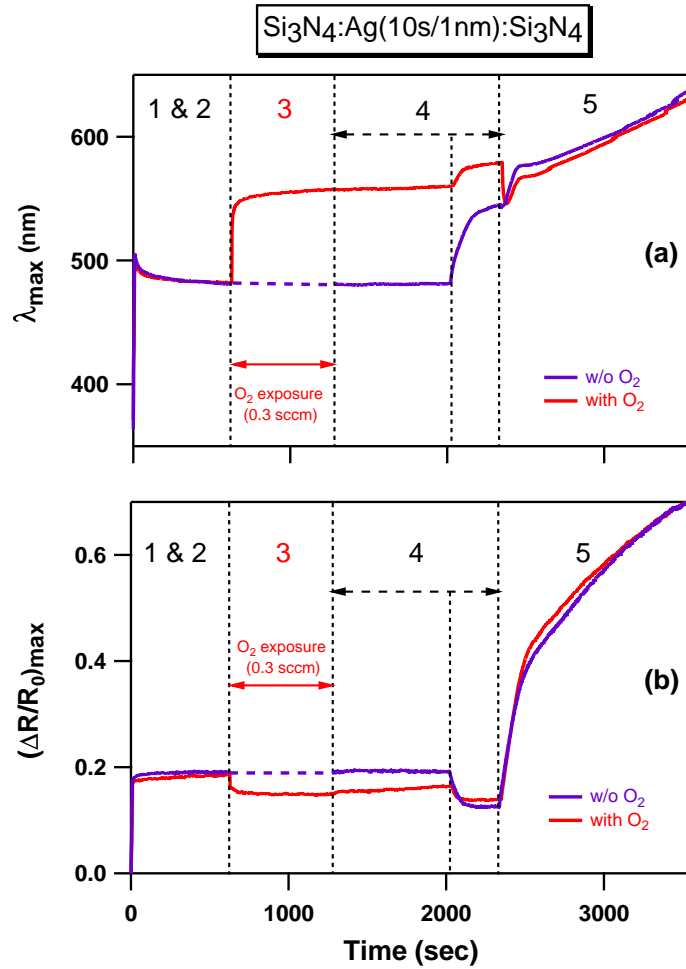 Si₃N₄:Ag(10s/1nm):Si₃N₄
1 & 2 3 4 5
600
500
400
λmax (nm)
(a)
O₂ exposure
(0.3 sccm)
w/o O₂
with O₂
1 & 2 3 4 5
0.6
0.4
0.2
0.0
(ΔR/R₀)max
O₂ exposure
(0.3 sccm)
(b)
w/o O₂
with O₂
0 1000 2000 3000
Time (sec)